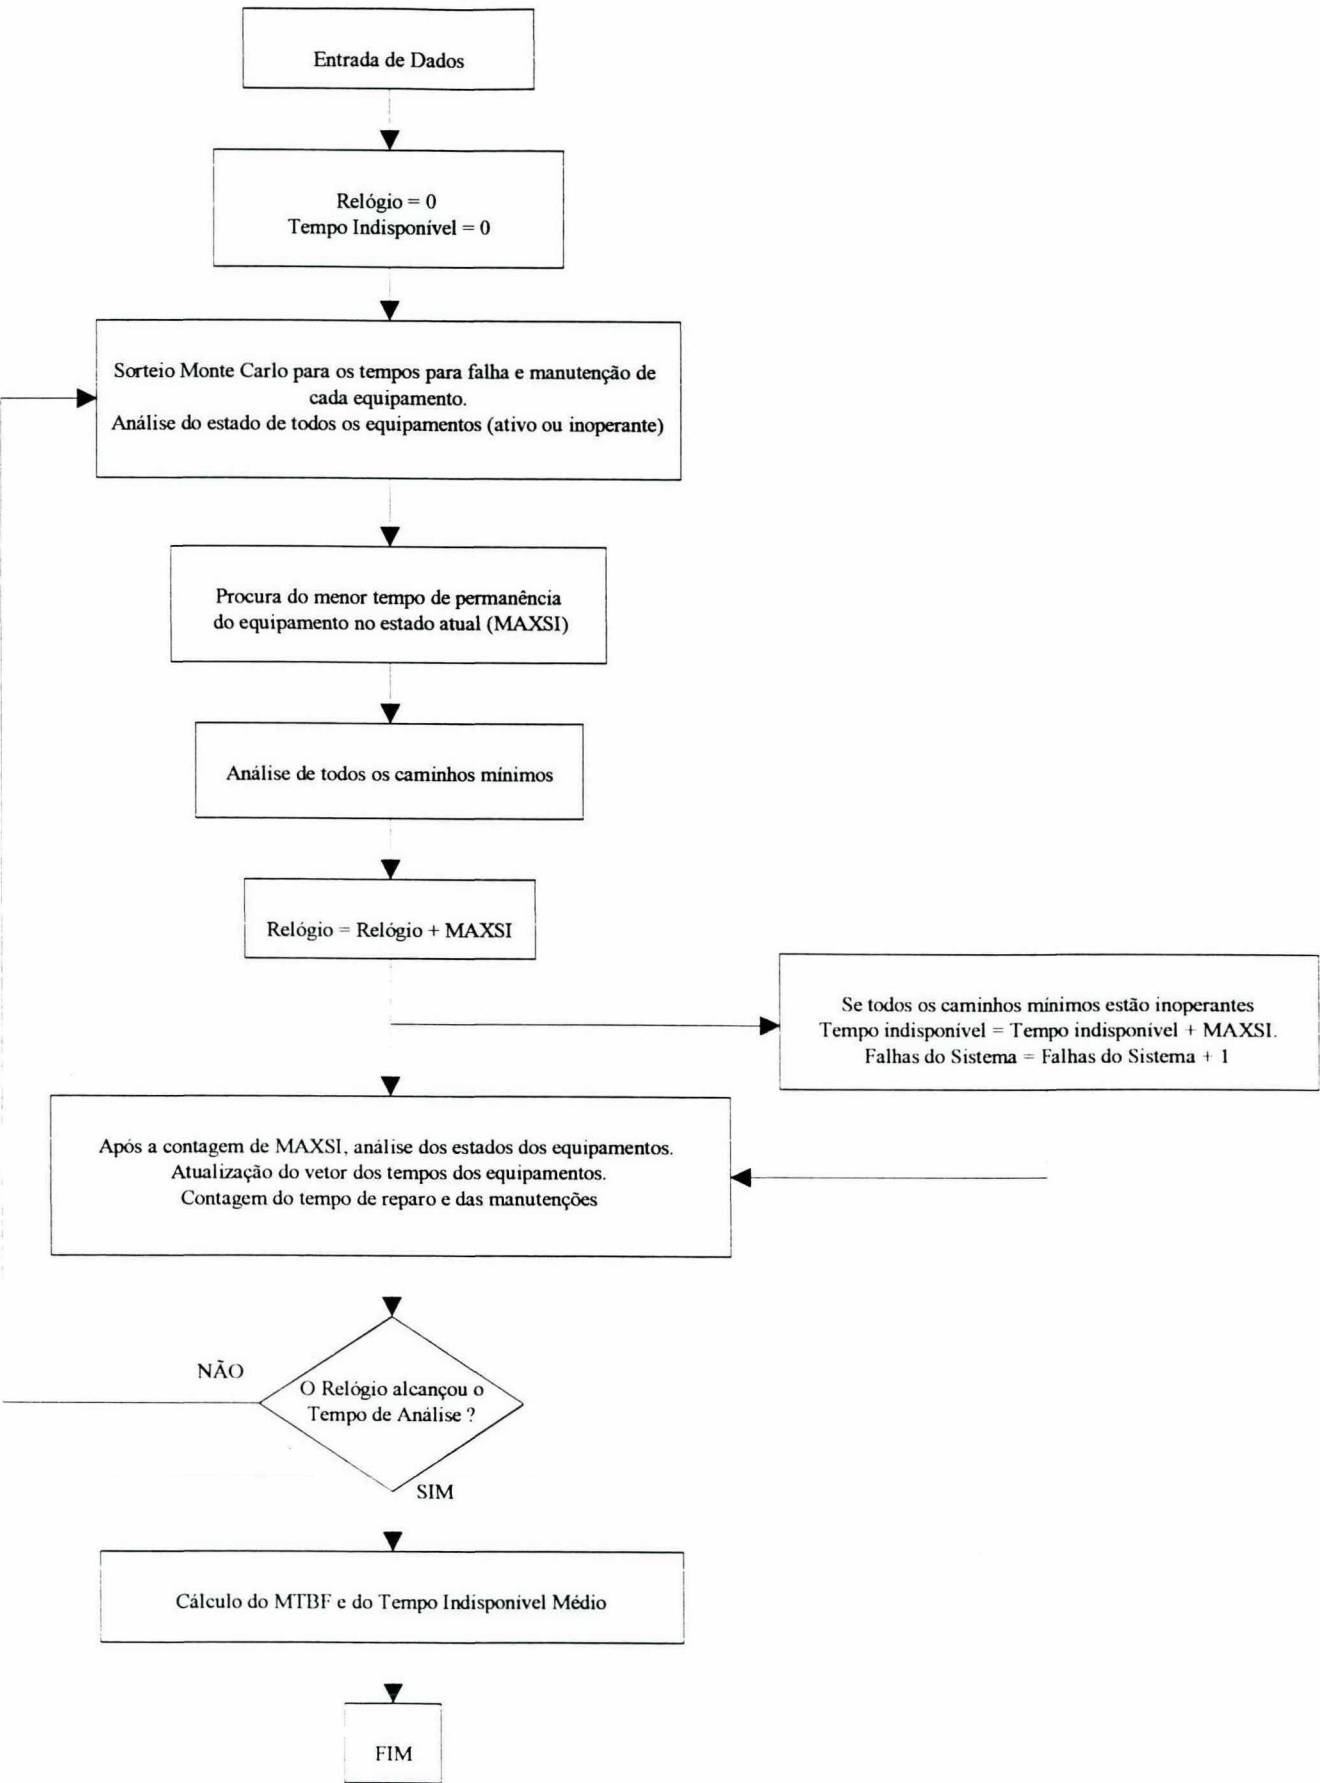 Entrada de Dados
Relógio = 0
Tempo Indisponível = 0
Sorteio Monte Carlo para os tempos para falha e manutenção de
cada equipamento.
Análise do estado de todos os equipamentos (ativo ou inoperante)
Procura do menor tempo de permanência
do equipamento no estado atual (MAXSI)
Análise de todos os caminhos mínimos
Relógio = Relógio + MAXSI
Se todos os caminhos mínimos estão inoperantes
Tempo indisponível = Tempo indisponível + MAXSI.
Falhas do Sistema = Falhas do Sistema + 1
Após a contagem de MAXSI, análise dos estados dos equipamentos.
Atualização do vetor dos tempos dos equipamentos.
Contagem do tempo de reparo e das manutenções
NÃO
O Relógio alcançou o
Tempo de Análise ?
SIM
Cálculo do MTBF e do Tempo Indisponível Médio
FIM